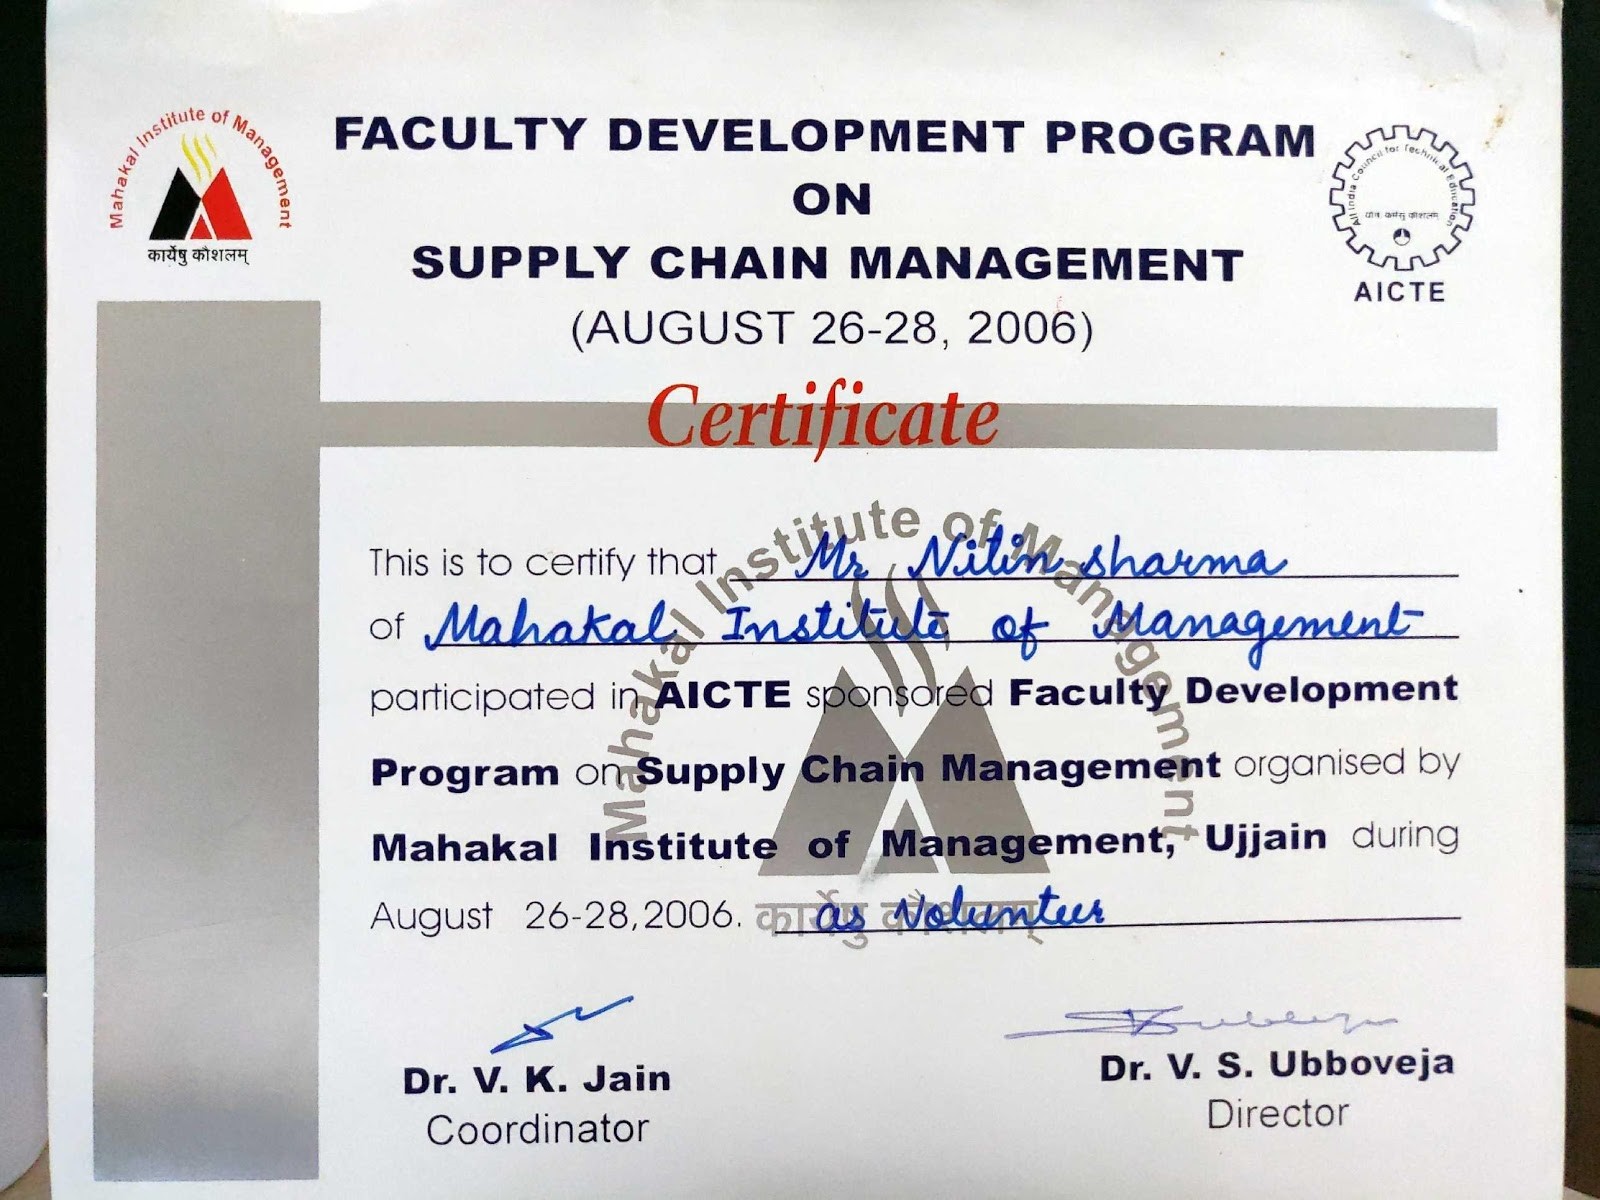 Mahakal Institute of Management
कार्येषु कौशलम्
FACULTY DEVELOPMENT PROGRAM
ON
SUPPLY CHAIN MANAGEMENT
(AUGUST 26-28, 2006)
All India Council for Technical Education
योगः कर्मसु कौशलम्
AICTE
Certificate
Mahakal Institute of Management
This is to certify that Mr Nitin Sharma
of Mahakal Institute of Management
participated in AICTE sponsored Faculty Development
Program on Supply Chain Management organised by
Mahakal Institute of Management, Ujjain during
August 26-28,2006. as Volunteer
कार्येषु कौशलम्
Dr. V. K. Jain
Coordinator
Dr. V. S. Ubboveja
Director